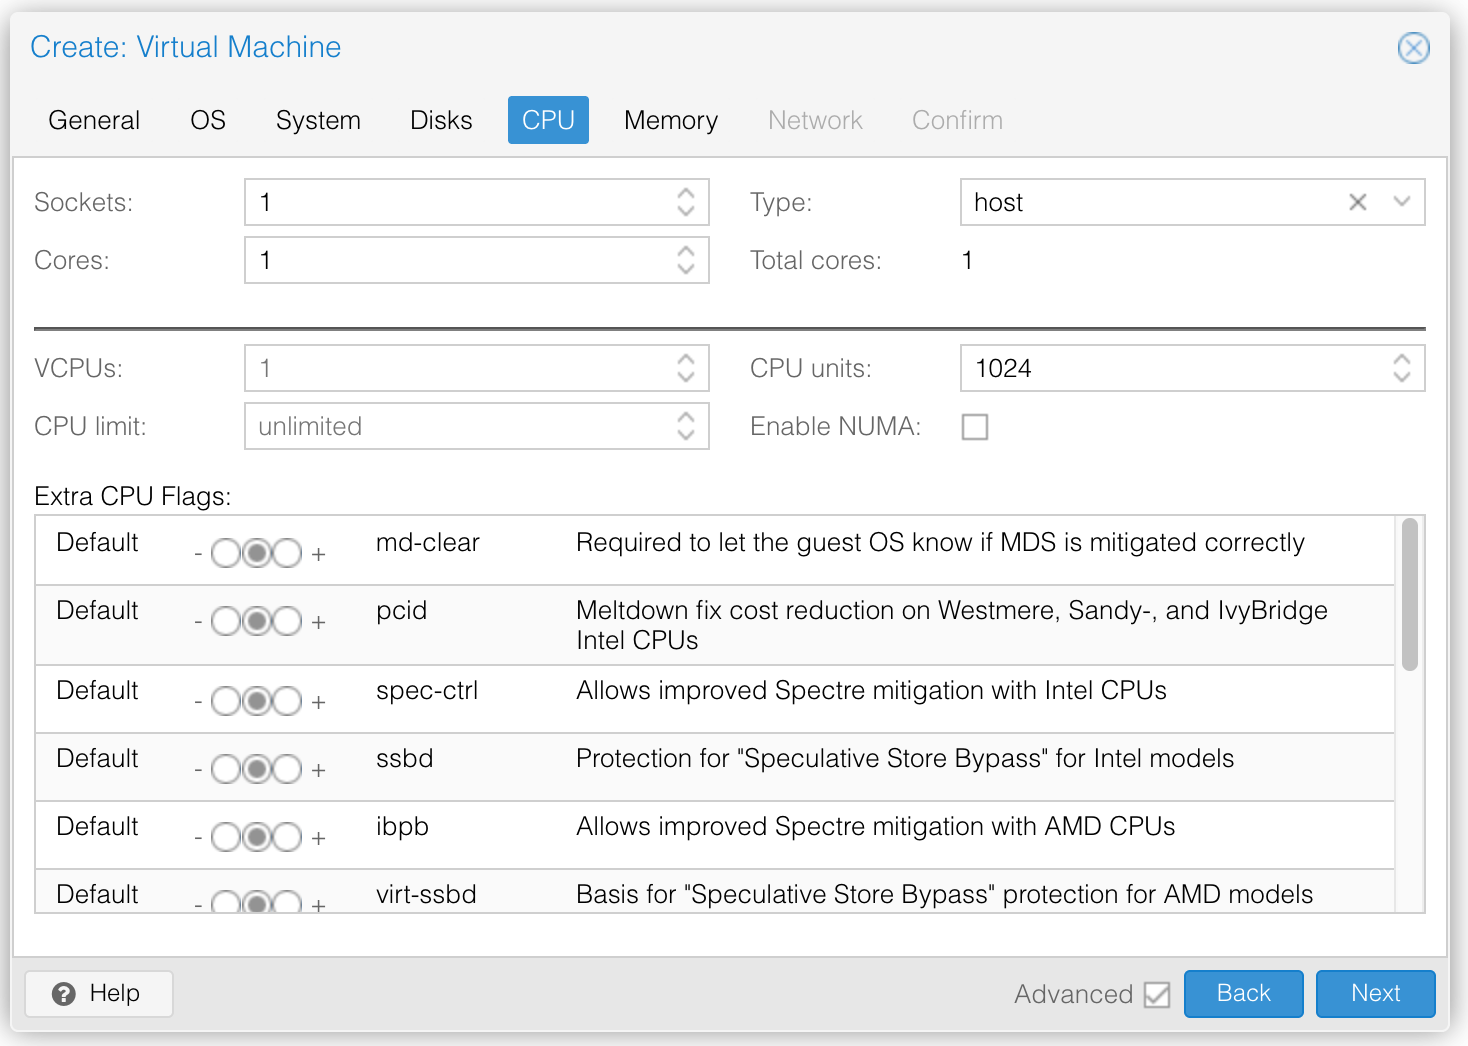 Create: Virtual Machine
General OS System Disks CPU Memory Network Confirm
Sockets: 1 Type: host
Cores: 1 Total cores: 1
VCPUs: 1 CPU units: 1024
CPU limit: unlimited Enable NUMA:
Extra CPU Flags:
Default - + md-clear Required to let the guest OS know if MDS is mitigated correctly
Default - + pcid Meltdown fix cost reduction on Westmere, Sandy-, and IvyBridge
Intel CPUs
Default - + spec-ctrl Allows improved Spectre mitigation with Intel CPUs
Default - + ssbd Protection for "Speculative Store Bypass" for Intel models
Default - + ibpb Allows improved Spectre mitigation with AMD CPUs
Default - + virt-ssbd Basis for "Speculative Store Bypass" protection for AMD models
? Help Advanced Back Next